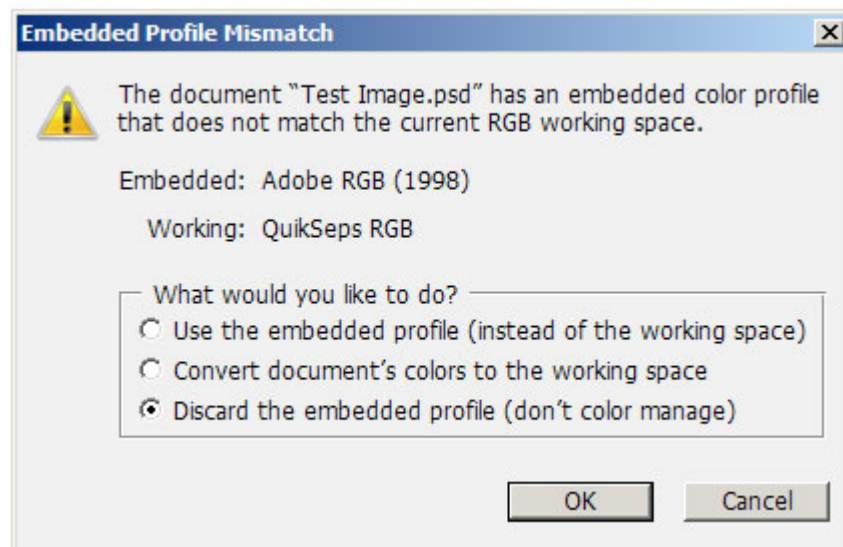 Embedded Profile Mismatch
The document “Test Image.psd” has an embedded color profile
that does not match the current RGB working space.
Embedded: Adobe RGB (1998)
Working: QuikSeps RGB
What would you like to do?
Use the embedded profile (instead of the working space)
Convert document’s colors to the working space
Discard the embedded profile (don’t color manage)
OK Cancel